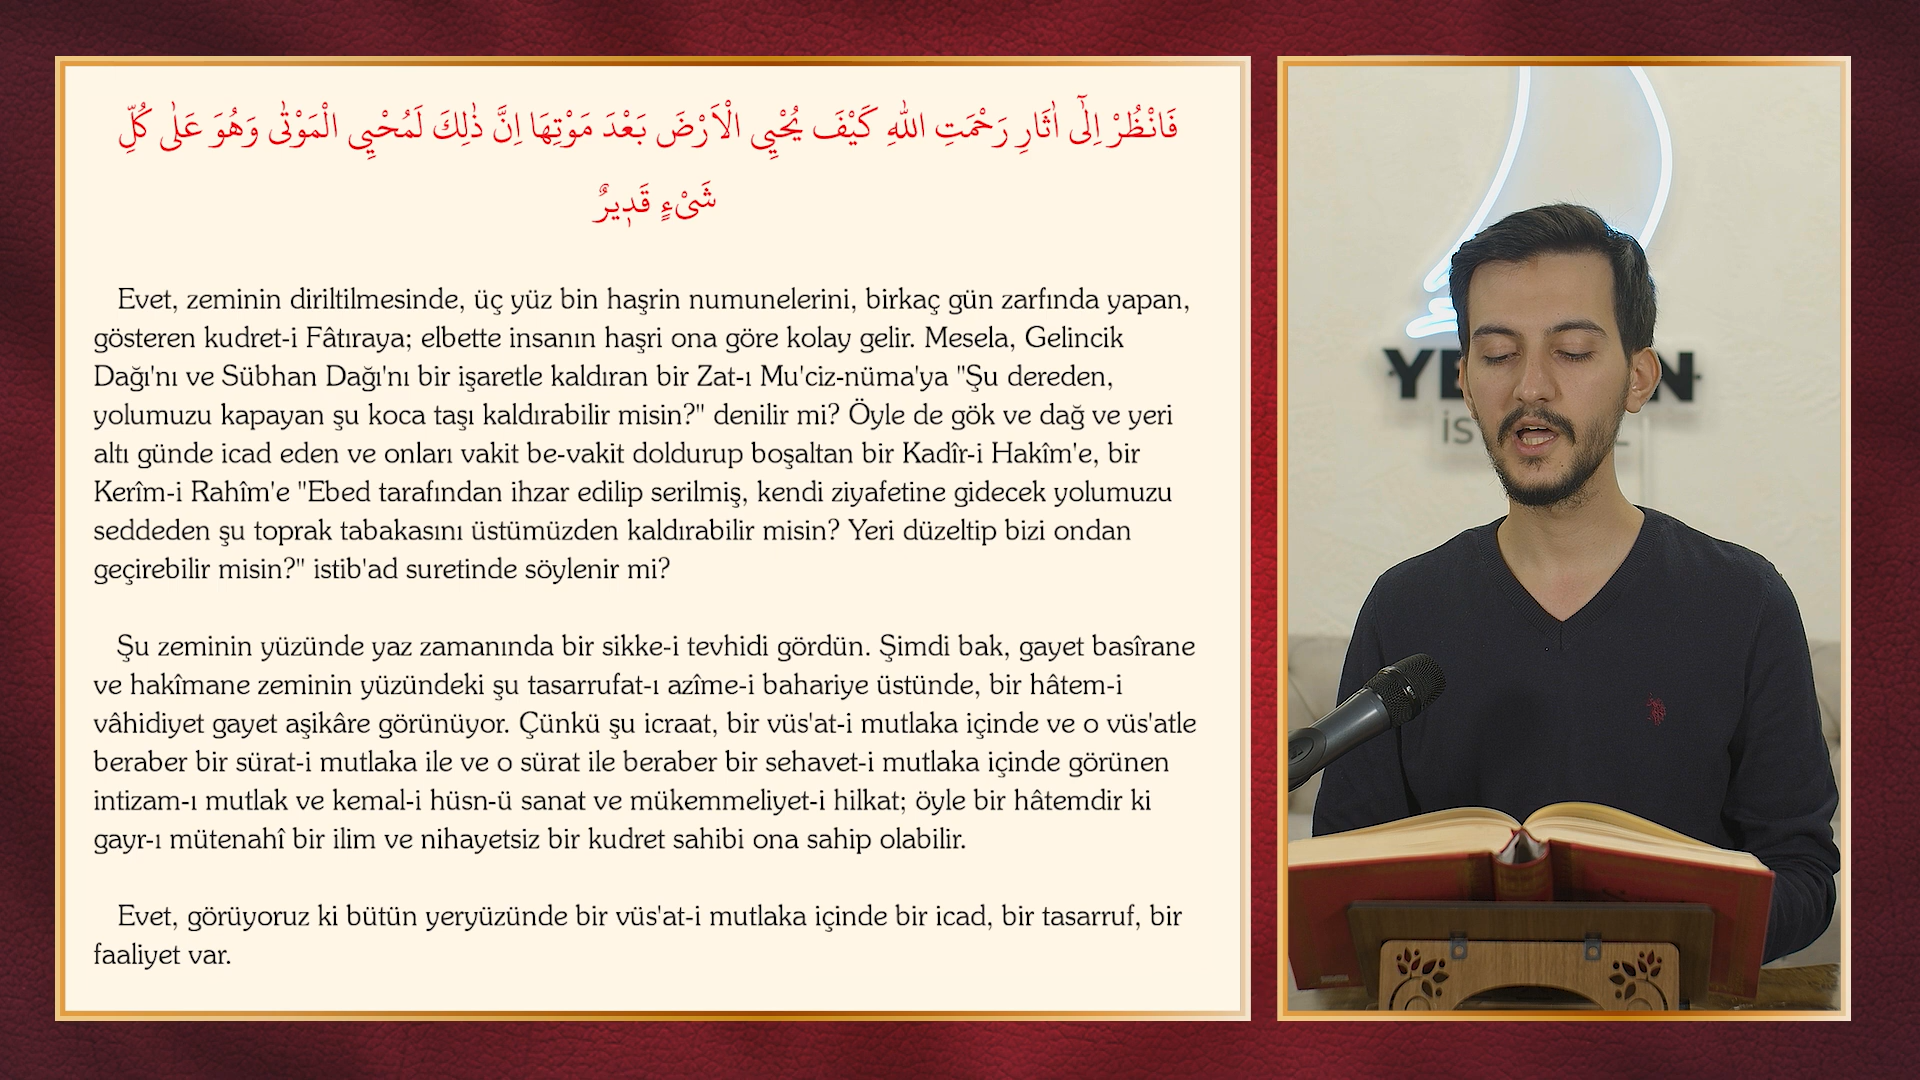 فَانْظُرْ اِلٰٓى اٰثَارِ رَحْمَتِ اللّٰهِ كَيْفَ يُحْيِى الْاَرْضَ بَعْدَ مَوْتِهَا اِنَّ ذٰلِكَ لَمُحْيِى الْمَوْتٰى وَهُوَ عَلٰى كُلِّ
شَىْءٍ قَدٖيرٌ
Evet, zeminin diriltilmesinde, üç yüz bin haşrin numunelerini, birkaç gün zarfında yapan,
gösteren kudret-i Fâtıraya; elbette insanın haşri ona göre kolay gelir. Mesela, Gelincik
Dağı'nı ve Sübhan Dağı'nı bir işaretle kaldıran bir Zat-ı Mu'ciz-nüma'ya "Şu dereden,
yolumuzu kapayan şu koca taşı kaldırabilir misin?" denilir mi? Öyle de gök ve dağ ve yeri
altı günde icad eden ve onları vakit be-vakit doldurup boşaltan bir Kadîr-i Hakîm'e, bir
Kerîm-i Rahîm'e "Ebed tarafından ihzar edilip serilmiş, kendi ziyafetine gidecek yolumuzu
seddeden şu toprak tabakasını üstümüzden kaldırabilir misin? Yeri düzeltip bizi ondan
geçirebilir misin?" istib'ad suretinde söylenir mi?
Şu zeminin yüzünde yaz zamanında bir sikke-i tevhidi gördün. Şimdi bak, gayet basîrane
ve hakîmane zeminin yüzündeki şu tasarrufat-ı azîme-i bahariye üstünde, bir hâtem-i
vâhidiyet gayet aşikâre görünüyor. Çünkü şu icraat, bir vüs'at-i mutlaka içinde ve o vüs'atle
beraber bir sürat-i mutlaka ile ve o sürat ile beraber bir sehavet-i mutlaka içinde görünen
intizam-ı mutlak ve kemal-i hüsn-ü sanat ve mükemmeliyet-i hilkat; öyle bir hâtemdir ki
gayr-ı mütenahî bir ilim ve nihayetsiz bir kudret sahibi ona sahip olabilir.
Evet, görüyoruz ki bütün yeryüzünde bir vüs'at-i mutlaka içinde bir icad, bir tasarruf, bir
faaliyet var.